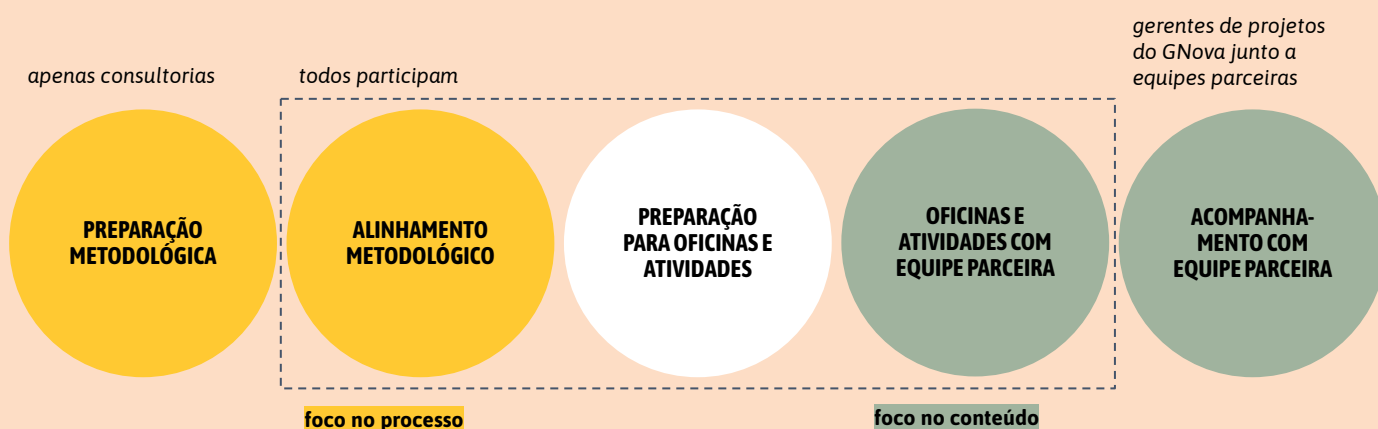 apenas consultorias
todos participam
gerentes de projetos
do GNova junto a
equipes parceiras
PREPARAÇÃO
METODOLÓGICA
ALINHAMENTO
METODOLÓGICO
PREPARAÇÃO
PARA OFICINAS E
ATIVIDADES
OFICINAS E
ATIVIDADES COM
EQUIPE PARCEIRA
ACOMPANHA-
MENTO COM
EQUIPE PARCEIRA
foco no processo
foco no conteúdo